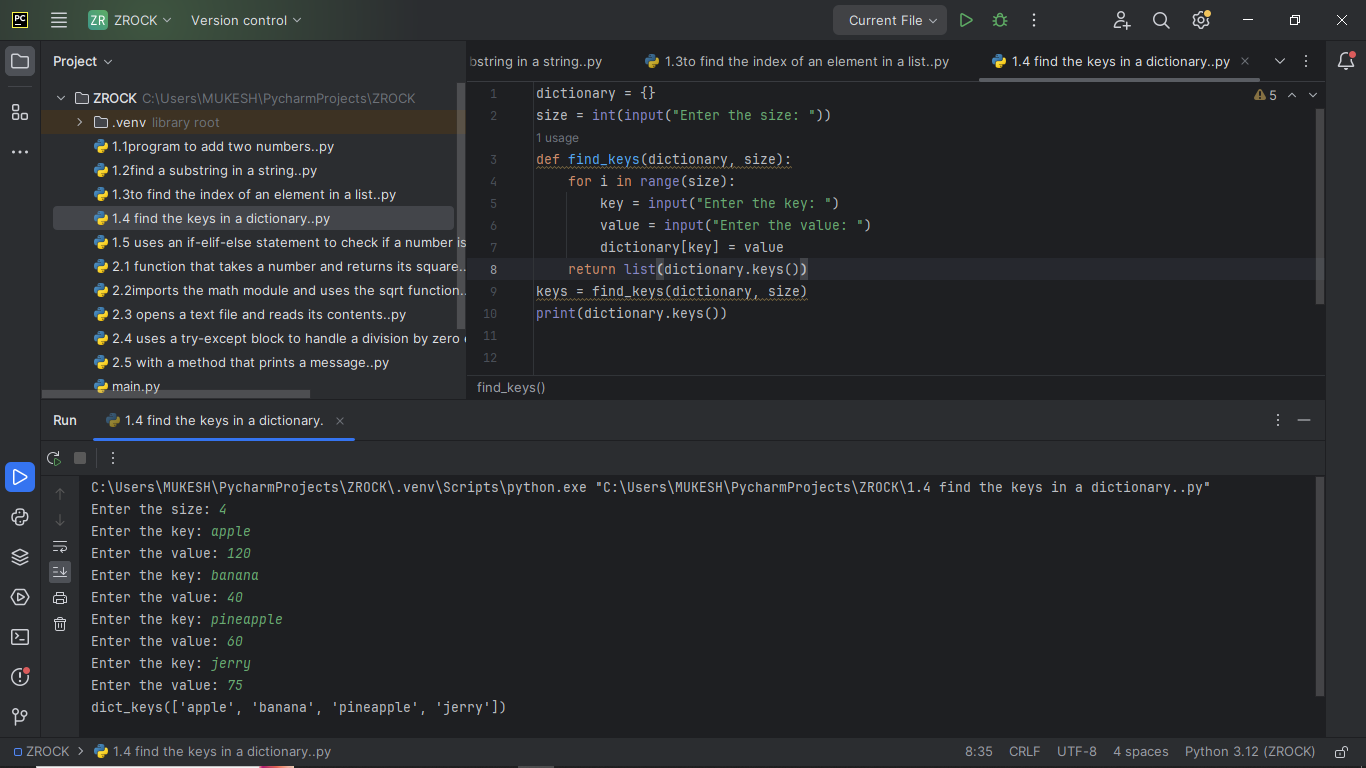 PC ZR ZROCK Version control Current File
Project
bstring in a string..py 1.3to find the index of an element in a list..py 1.4 find the keys in a dictionary..py
ZROCK C:\Users\MUKESH\PycharmProjects\ZROCK
.venv library root
1.1program to add two numbers..py
1.2find a substring in a string..py
1.3to find the index of an element in a list..py
1.4 find the keys in a dictionary..py
1.5 uses an if-elif-else statement to check if a number is
2.1 function that takes a number and returns its square..
2.2imports the math module and uses the sqrt function..
2.3 opens a text file and reads its contents..py
2.4 uses a try-except block to handle a division by zero
2.5 with a method that prints a message..py
main.py
5
1 dictionary = {}
2 size = int(input("Enter the size: "))
1 usage
3 def find_keys(dictionary, size):
4 for i in range(size):
5 key = input("Enter the key: ")
6 value = input("Enter the value: ")
7 dictionary[key] = value
8 return list(dictionary.keys())
9 keys = find_keys(dictionary, size)
10 print(dictionary.keys())
11
12
find_keys()
Run 1.4 find the keys in a dictionary.
C:\Users\MUKESH\PycharmProjects\ZROCK\.venv\Scripts\python.exe "C:\Users\MUKESH\PycharmProjects\ZROCK\1.4 find the keys in a dictionary..py"
Enter the size: 4
Enter the key: apple
Enter the value: 120
Enter the key: banana
Enter the value: 40
Enter the key: pineapple
Enter the value: 60
Enter the key: jerry
Enter the value: 75
dict_keys(['apple', 'banana', 'pineapple', 'jerry'])
ZROCK 1.4 find the keys in a dictionary..py 8:35 CRLF UTF-8 4 spaces Python 3.12 (ZROCK)